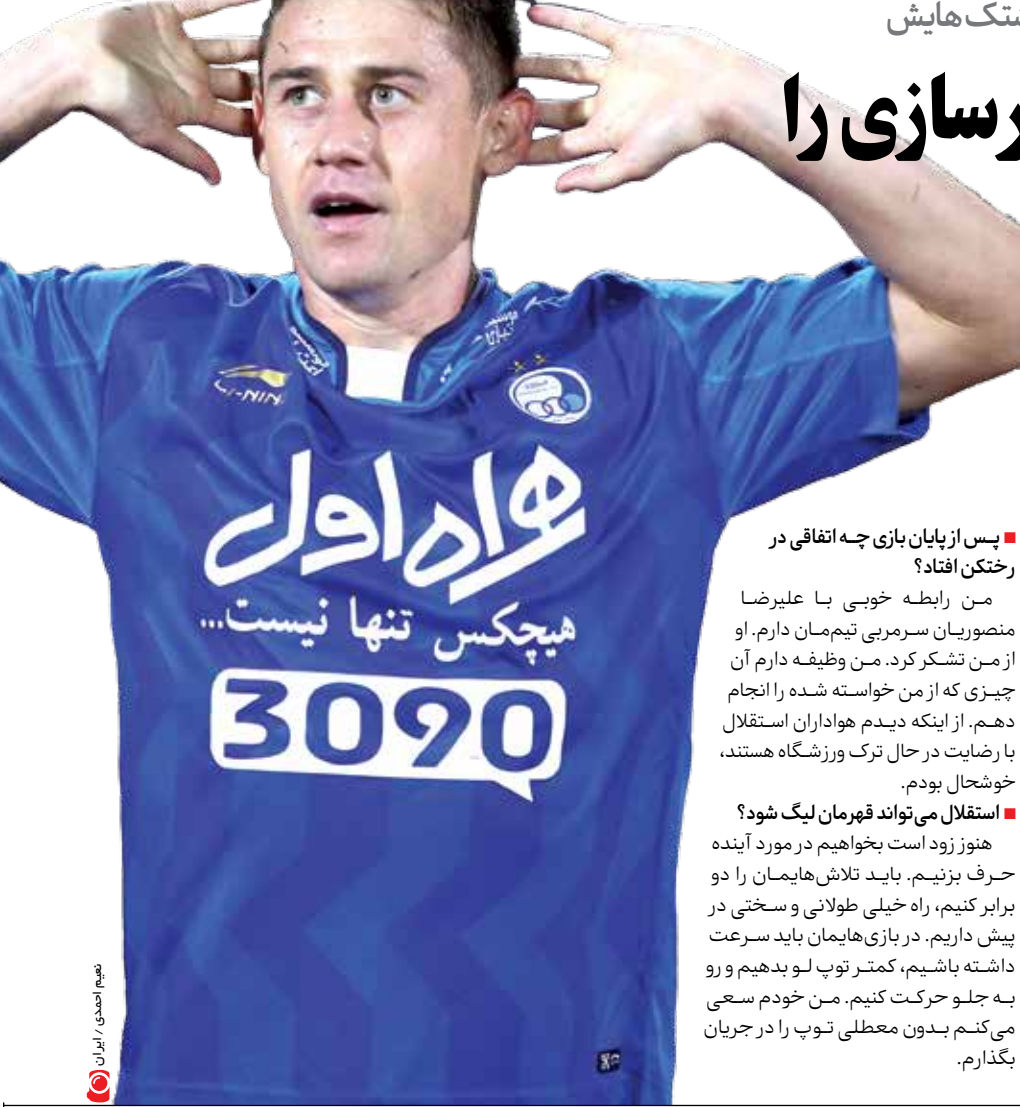 رسازی را
هیچکس تنها نیست...
همراه اول
3090
پس از پایان بازی چه اتفاقی در
رختکن افتاد؟
من رابطه خوبی با علیرضا
منصوریان سرمربی تیم‌مان دارم. او
از من تشکر کرد. من وظیفه دارم آن
چیزی که از من خواسته شده را انجام
دهم. از اینکه دیدم هواداران استقلال
با رضایت در حال ترک ورزشگاه هستند،
خوشحال بودم.
استقلال می‌تواند قهرمان لیگ شود؟
هنوز زود است بخواهیم در مورد آینده
حرف بزنیم. باید تلاش‌هایمان را دو
برابر کنیم، راه خیلی طولانی و سختی در
پیش داریم. در بازی‌هایمان باید سرعت
داشته باشیم، کمتر توپ لو بدهیم و رو
به جلو حرکت کنیم. من خودم سعی
می‌کنم بدون معطلی توپ را در جریان
بگذارم.
نعیم احمدی / ایران